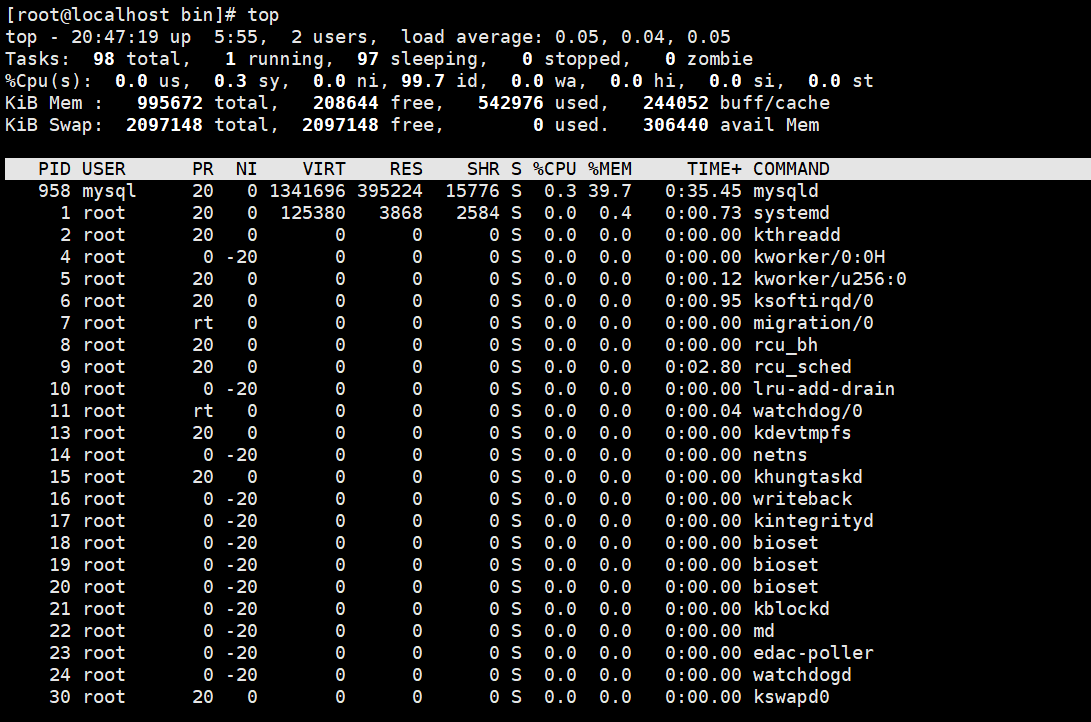 [root@localhost bin]# top
top - 20:47:19 up  5:55,  2 users,  load average: 0.05, 0.04, 0.05
Tasks:  98 total,   1 running,  97 sleeping,   0 stopped,   0 zombie
%Cpu(s):  0.0 us,  0.3 sy,  0.0 ni, 99.7 id,  0.0 wa,  0.0 hi,  0.0 si,  0.0 st
KiB Mem :   995672 total,   208644 free,   542976 used,   244052 buff/cache
KiB Swap:  2097148 total,  2097148 free,        0 used.   306440 avail Mem
   PID USER      PR  NI    VIRT    RES    SHR S %CPU %MEM     TIME+ COMMAND
   958 mysql     20   0 1341696 395224  15776 S  0.3 39.7   0:35.45 mysqld
     1 root      20   0  125380   3868   2584 S  0.0  0.4   0:00.73 systemd
     2 root      20   0       0      0      0 S  0.0  0.0   0:00.00 kthreadd
     4 root       0 -20       0      0      0 S  0.0  0.0   0:00.00 kworker/0:0H
     5 root      20   0       0      0      0 S  0.0  0.0   0:00.12 kworker/u256:0
     6 root      20   0       0      0      0 S  0.0  0.0   0:00.95 ksoftirqd/0
     7 root      rt   0       0      0      0 S  0.0  0.0   0:00.00 migration/0
     8 root      20   0       0      0      0 S  0.0  0.0   0:00.00 rcu_bh
     9 root      20   0       0      0      0 S  0.0  0.0   0:02.80 rcu_sched
    10 root       0 -20       0      0      0 S  0.0  0.0   0:00.00 lru-add-drain
    11 root      rt   0       0      0      0 S  0.0  0.0   0:00.04 watchdog/0
    13 root      20   0       0      0      0 S  0.0  0.0   0:00.00 kdevtmpfs
    14 root       0 -20       0      0      0 S  0.0  0.0   0:00.00 netns
    15 root      20   0       0      0      0 S  0.0  0.0   0:00.00 khungtaskd
    16 root       0 -20       0      0      0 S  0.0  0.0   0:00.00 writeback
    17 root       0 -20       0      0      0 S  0.0  0.0   0:00.00 kintegrityd
    18 root       0 -20       0      0      0 S  0.0  0.0   0:00.00 bioset
    19 root       0 -20       0      0      0 S  0.0  0.0   0:00.00 bioset
    20 root       0 -20       0      0      0 S  0.0  0.0   0:00.00 bioset
    21 root       0 -20       0      0      0 S  0.0  0.0   0:00.00 kblockd
    22 root       0 -20       0      0      0 S  0.0  0.0   0:00.00 md
    23 root       0 -20       0      0      0 S  0.0  0.0   0:00.00 edac-poller
    24 root       0 -20       0      0      0 S  0.0  0.0   0:00.00 watchdogd
    30 root      20   0       0      0      0 S  0.0  0.0   0:00.00 kswapd0